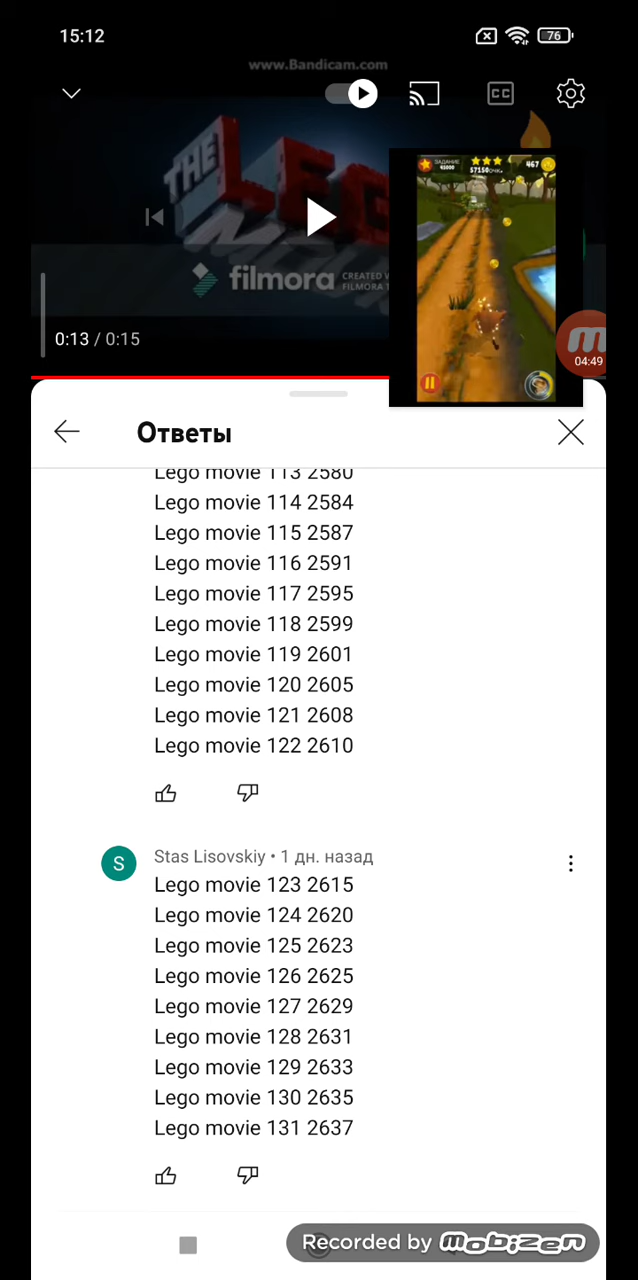 15:12
76
www.Bandicam.com
CC
THE LEGO
MOVIE
filmora
CREATED W
FILMORA
ЗАДАНИЕ
45000
57150
467
04:49
0:13 / 0:15
Ответы
Lego movie 113 2580
Lego movie 114 2584
Lego movie 115 2587
Lego movie 116 2591
Lego movie 117 2595
Lego movie 118 2599
Lego movie 119 2601
Lego movie 120 2605
Lego movie 121 2608
Lego movie 122 2610
S
Stas Lisovskiy • 1 дн. назад
Lego movie 123 2615
Lego movie 124 2620
Lego movie 125 2623
Lego movie 126 2625
Lego movie 127 2629
Lego movie 128 2631
Lego movie 129 2633
Lego movie 130 2635
Lego movie 131 2637
Recorded by mobizen